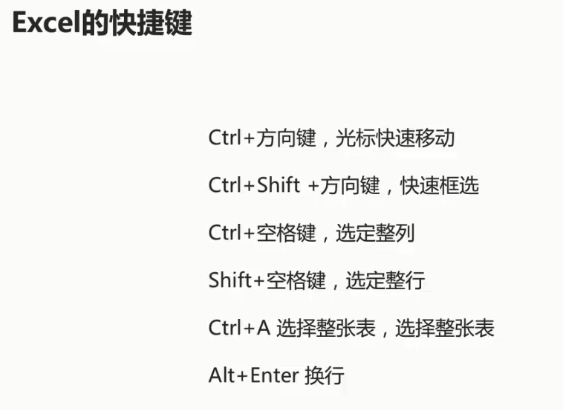 Excel的快捷键
Ctrl+方向键，光标快速移动
Ctrl+Shift +方向键，快速框选
Ctrl+空格键，选定整列
Shift+空格键，选定整行
Ctrl+A 选择整张表，选择整张表
Alt+Enter 换行